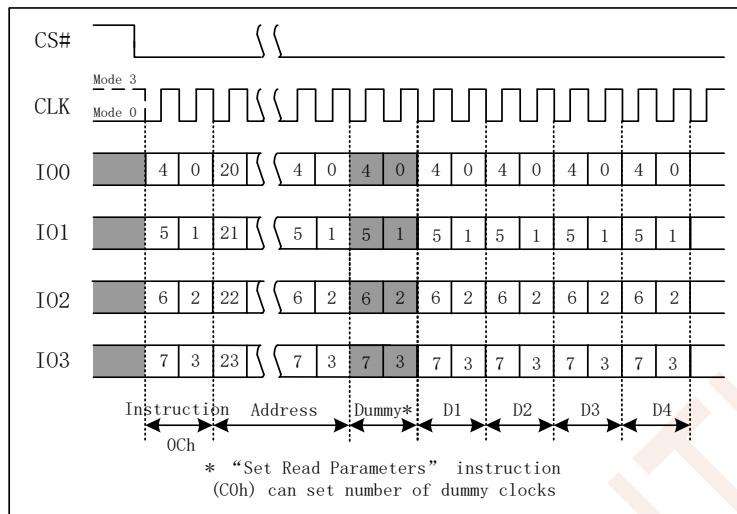 CS#
Mode 3
CLK
Mode 0
IO0 4 0 20 4 0 4 0 4 0 4 0 4 0 4 0
IO1 5 1 21 5 1 5 1 5 1 5 1 5 1 5 1
IO2 6 2 22 6 2 6 2 6 2 6 2 6 2 6 2
IO3 7 3 23 7 3 7 3 7 3 7 3 7 3 7 3
Instruction Address Dummy* D1 D2 D3 D4
0Ch
* “Set Read Parameters” instruction
(C0h) can set number of dummy clocks